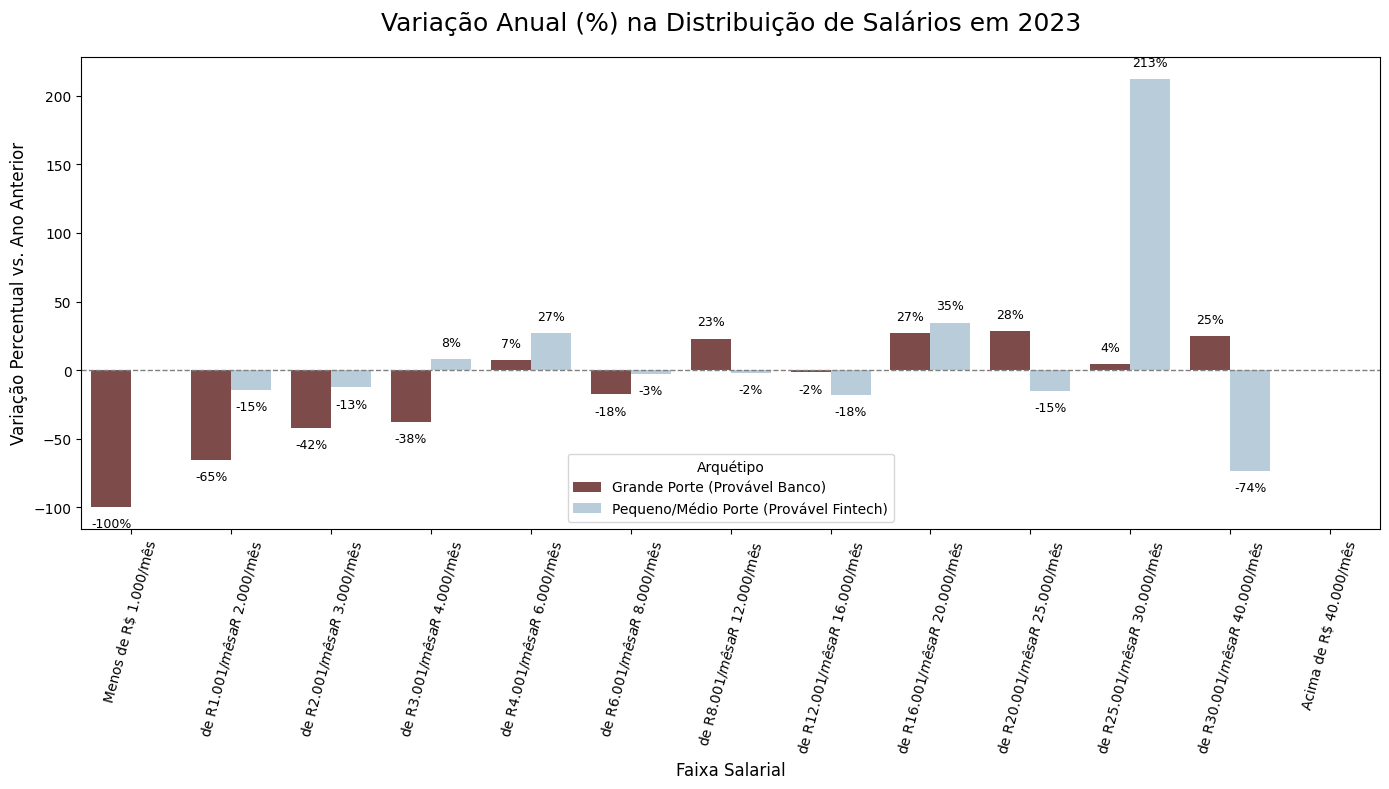 Variação Anual (%) na Distribuição de Salários em 2023
Variação Percentual vs. Ano Anterior
200
150
100
50
0
−50
−100
-100%
-65%
-15%
-42%
-13%
-38%
8%
7%
27%
-18%
-3%
23%
-2%
-2%
-18%
27%
35%
28%
-15%
4%
213%
25%
-74%
Arquétipo
Grande Porte (Provável Banco)
Pequeno/Médio Porte (Provável Fintech)
Menos de R$ 1.000/mês
de R1.001/mêsaR 2.000/mês
de R2.001/mêsaR 3.000/mês
de R3.001/mêsaR 4.000/mês
de R4.001/mêsaR 6.000/mês
de R6.001/mêsaR 8.000/mês
de R8.001/mêsaR 12.000/mês
de R12.001/mêsaR 16.000/mês
de R16.001/mêsaR 20.000/mês
de R20.001/mêsaR 25.000/mês
de R25.001/mêsaR 30.000/mês
de R30.001/mêsaR 40.000/mês
Acima de R$ 40.000/mês
Faixa Salarial